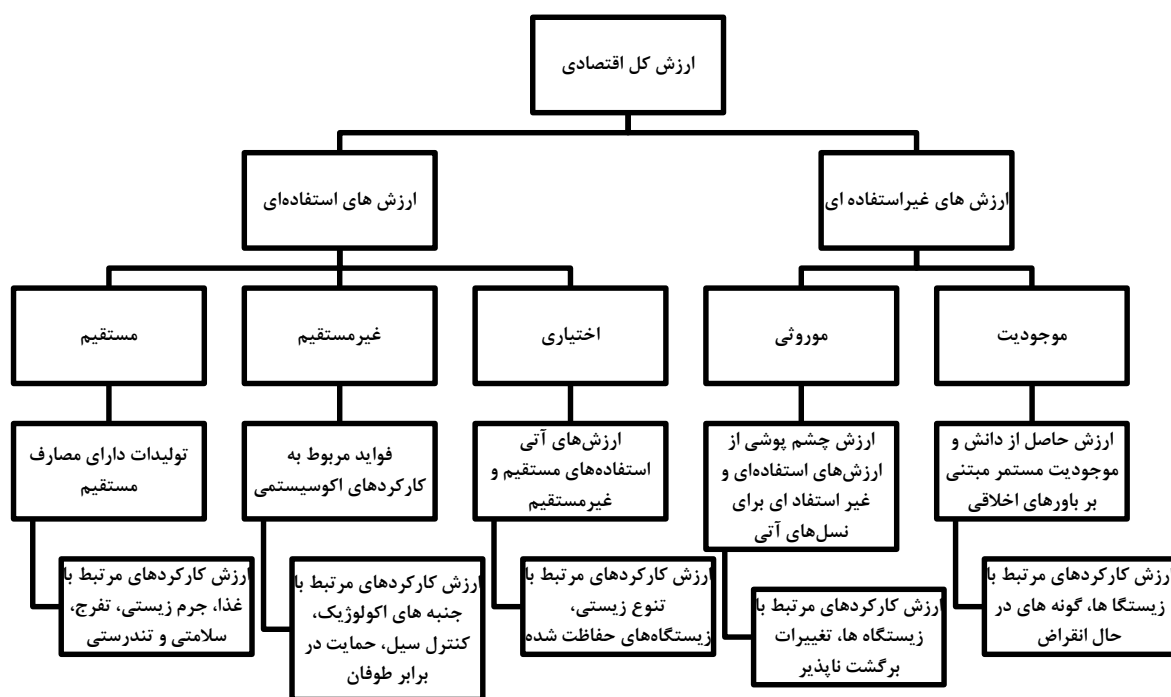 ارزش کل اقتصادی
ارزش های غیراستفاده ای
ارزش های استفاده‌ای
موجودیت
موروثی
اختیاری
غیرمستقیم
مستقیم
ارزش حاصل از دانش و
موجودیت مستمر مبتنی
بر باورهای اخلاقی
ارزش چشم پوشی از
ارزش‌های استفاده‌ای و
غیر استفاد ای برای
نسل‌های آتی
ارزش‌های آتی
استفاده‌های مستقیم و
غیرمستقیم
فواید مربوط به
کارکردهای اکوسیستمی
تولیدات دارای مصارف
مستقیم
ارزش کارکردهای مرتبط با
زیستگا ها، گونه های در
حال انقراض
ارزش کارکردهای مرتبط با
زیستگاه ها، تغییرات
برگشت ناپذیر
ارزش کارکردهای مرتبط با
تنوع زیستی،
زیستگاه‌های حفاظت شده
ارزش کارکردهای مرتبط با
جنبه های اکولوژیک،
کنترل سیل، حمایت در
برابر طوفان
ارزش کارکردهای مرتبط با
غذا، جرم زیستی، تفرج،
سلامتی و تندرستی